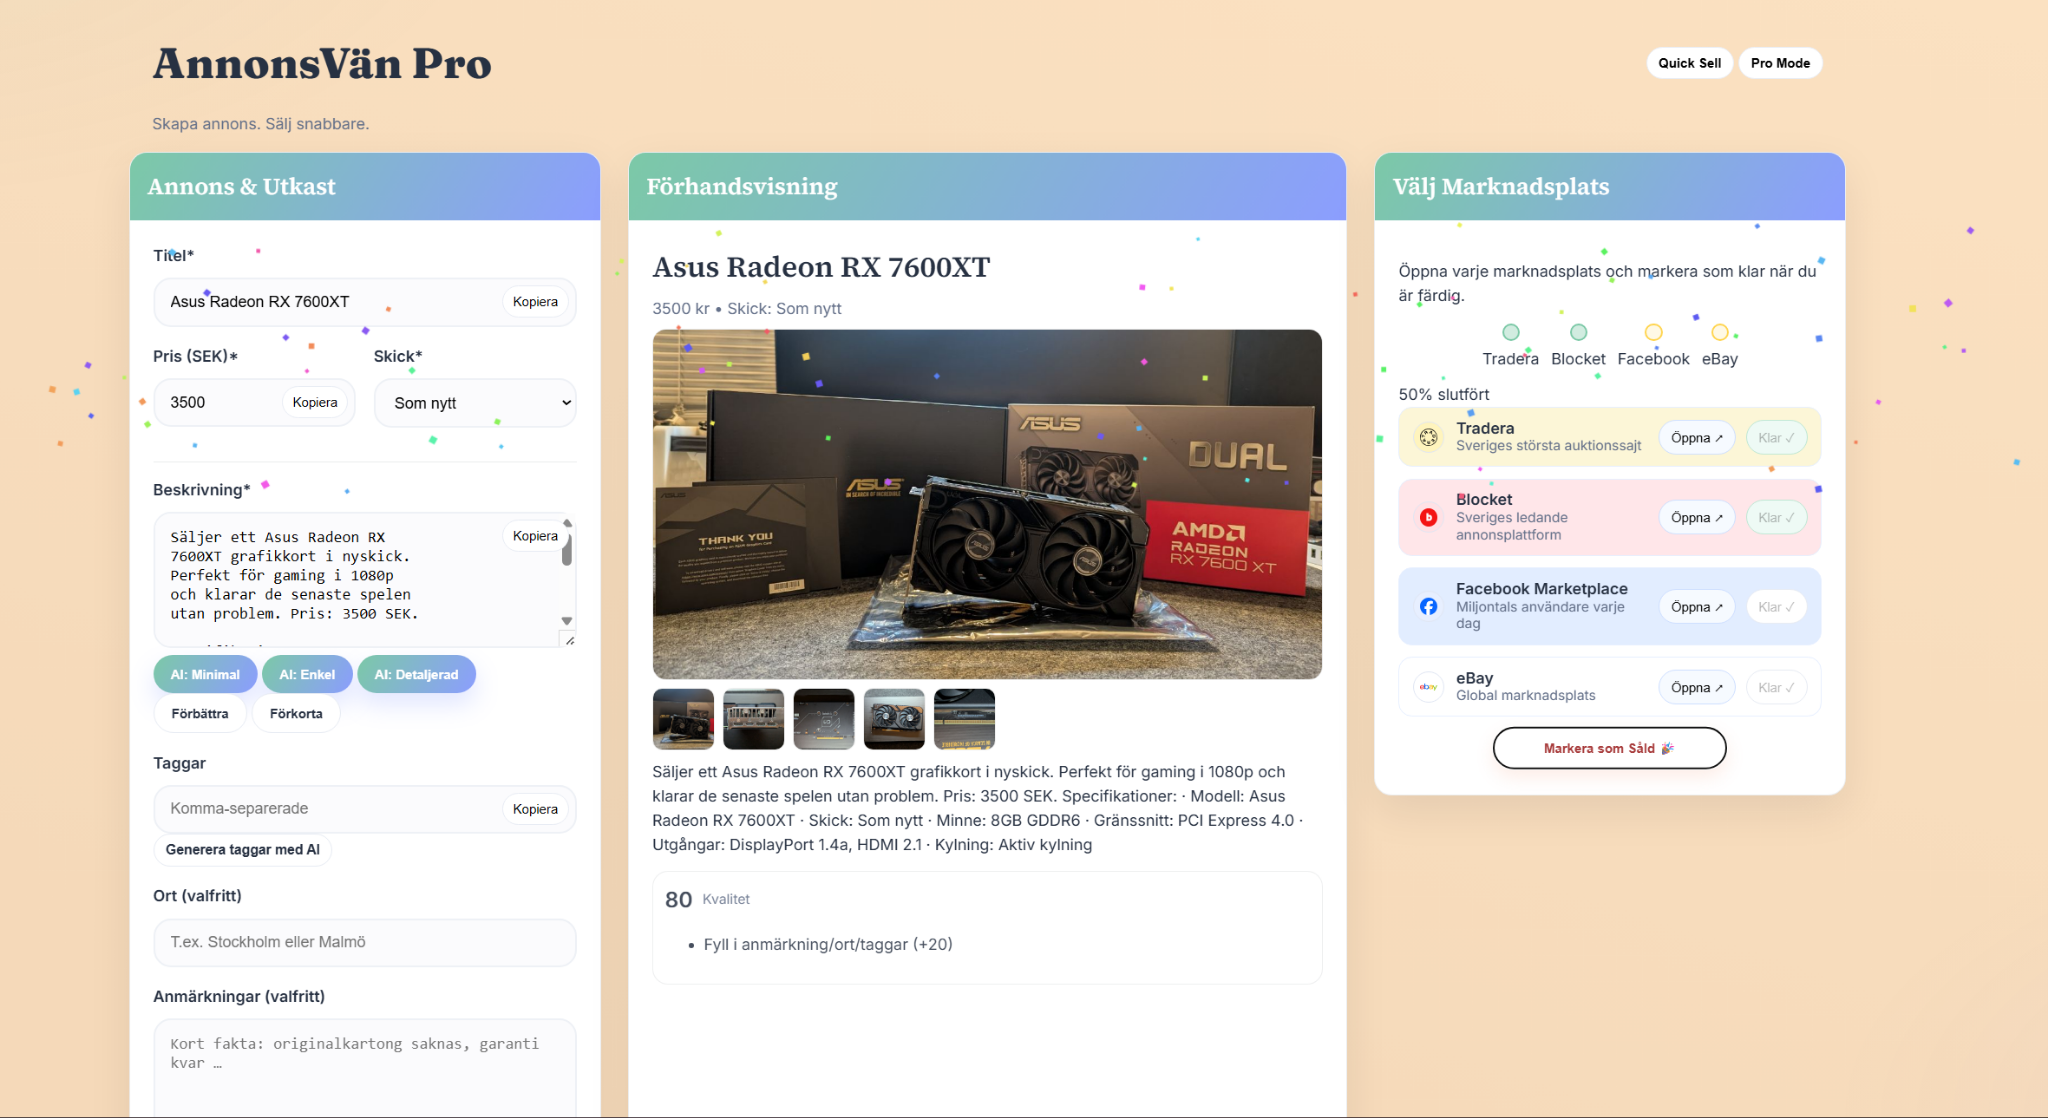 AnnonsVän Pro
Quick Sell
Pro Mode
Skapa annons. Sälj snabbare.
Annons & Utkast
Titel*
Asus Radeon RX 7600XT
Kopiera
Pris (SEK)*
Skick*
3500
Kopiera
Som nytt
Beskrivning*
Säljer ett Asus Radeon RX
7600XT grafikkort i nyskick.
Perfekt för gaming i 1080p
och klarar de senaste spelen
utan problem. Pris: 3500 SEK.
Kopiera
AI: Minimal
AI: Enkel
AI: Detaljerad
Förbättra
Förkorta
Taggar
Komma-separerade
Kopiera
Generera taggar med AI
Ort (valfritt)
T.ex. Stockholm eller Malmö
Anmärkningar (valfritt)
Kort fakta: originalkartong saknas, garanti
kvar …
Förhandsvisning
Asus Radeon RX 7600XT
3500 kr • Skick: Som nytt
ASUS
DUAL
ASUS
IN SEARCH OF INCREDIBLE
ASUS
THANK YOU
AMD
RADEON
RX 7600 XT
Säljer ett Asus Radeon RX 7600XT grafikkort i nyskick. Perfekt för gaming i 1080p och
klarar de senaste spelen utan problem. Pris: 3500 SEK. Specifikationer: · Modell: Asus
Radeon RX 7600XT · Skick: Som nytt · Minne: 8GB GDDR6 · Gränssnitt: PCI Express 4.0 ·
Utgångar: DisplayPort 1.4a, HDMI 2.1 · Kylning: Aktiv kylning
80 Kvalitet
• Fyll i anmärkning/ort/taggar (+20)
Välj Marknadsplats
Öppna varje marknadsplats och markera som klar när du
är färdig.
Tradera Blocket Facebook eBay
50% slutfört
Tradera
Sveriges största auktionssajt
Öppna ↗
Klar ✓
Blocket
Sveriges ledande
annonsplattform
Öppna ↗
Klar ✓
Facebook Marketplace
Miljontals användare varje
dag
Öppna ↗
Klar ✓
ebay
eBay
Global marknadsplats
Öppna ↗
Klar ✓
Markera som Såld 🎉